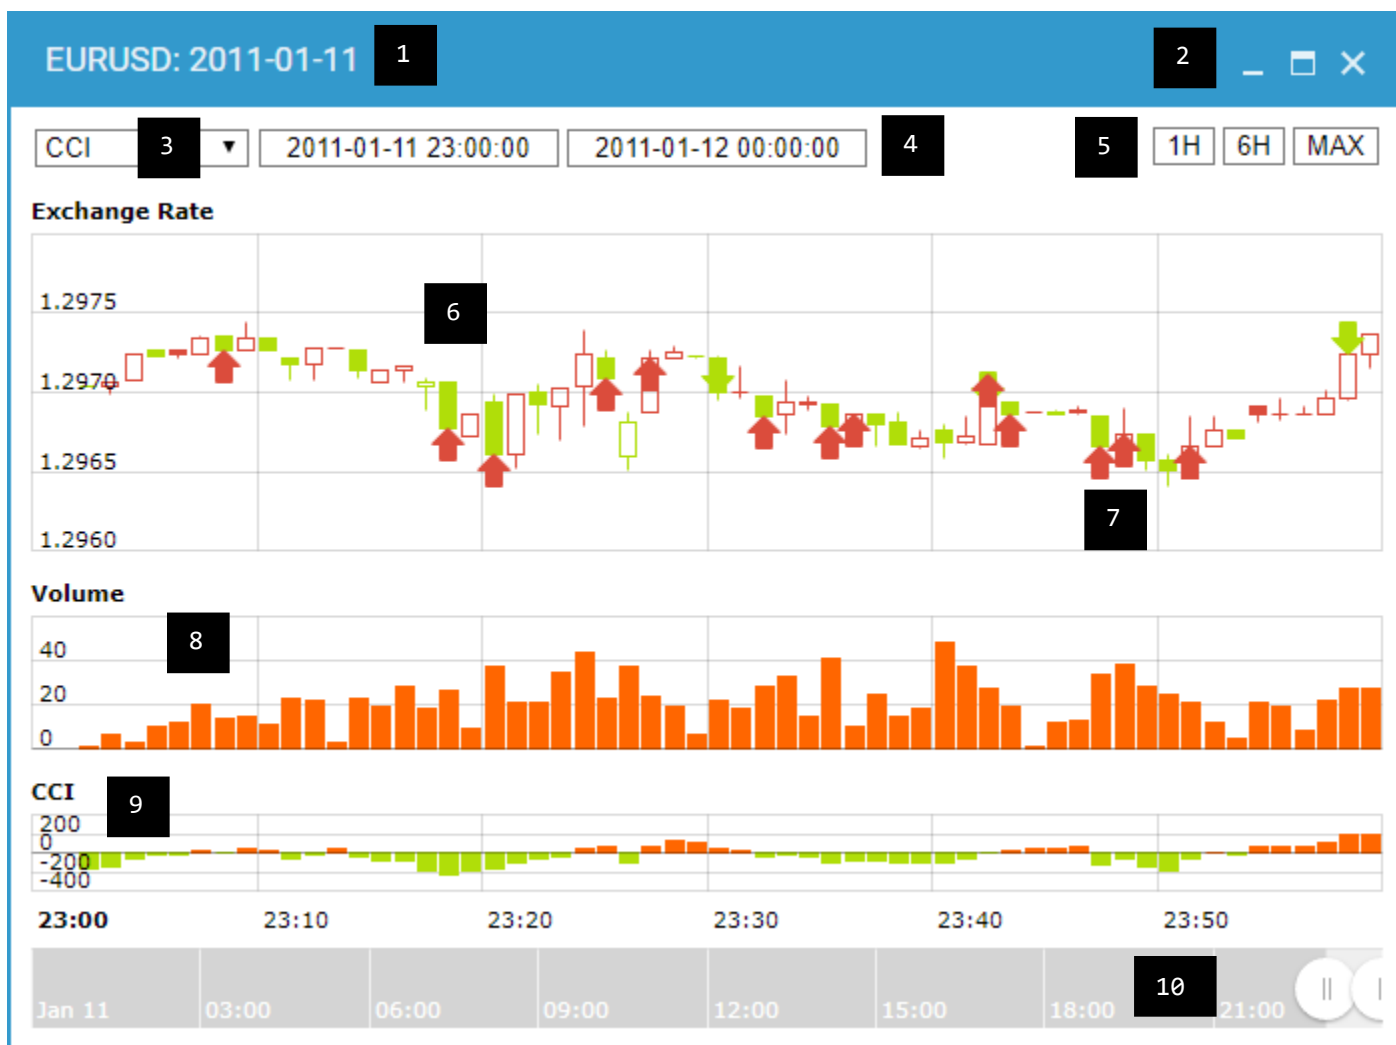 EURUSD: 2011-01-11 1 2
CCI 3 ▼ 2011-01-11 23:00:00 2011-01-12 00:00:00 4 5 1H 6H MAX
Exchange Rate
1.2975
6
1.2970
1.2965
7
1.2960
Volume
8
40
20
0
CCI
9
200
0
-200
-400
23:00 23:10 23:20 23:30 23:40 23:50
10
Jan 11 03:00 06:00 09:00 12:00 15:00 18:00 21:00